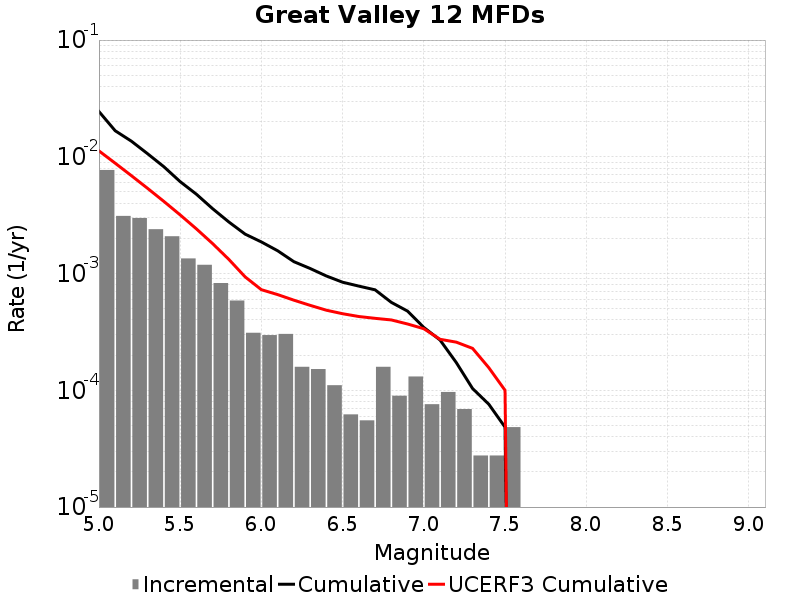 Great Valley 12 MFDs
10-1
10-2
10-3
10-4
10-5
Rate (1/yr)
5.0 5.5 6.0 6.5 7.0 7.5 8.0 8.5 9.0
Magnitude
Incremental Cumulative UCERF3 Cumulative